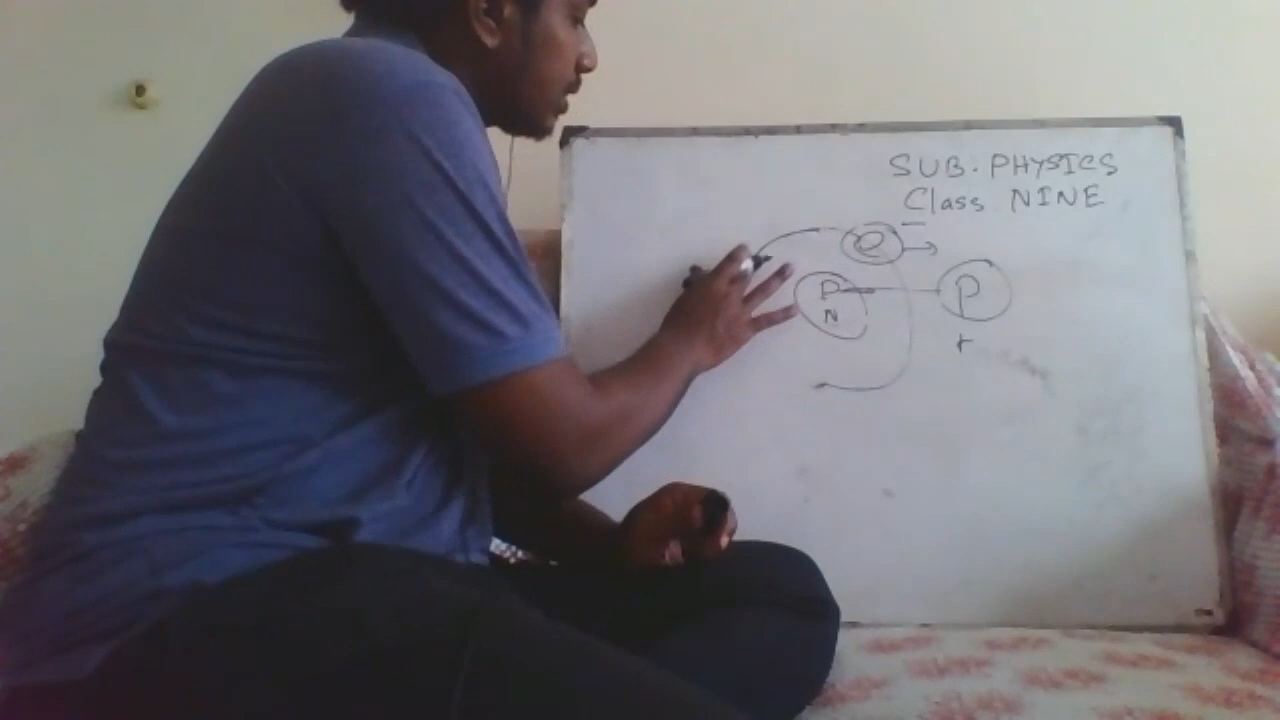 SUB. PHYSICS
Class NINE
e -
P
N
P
+